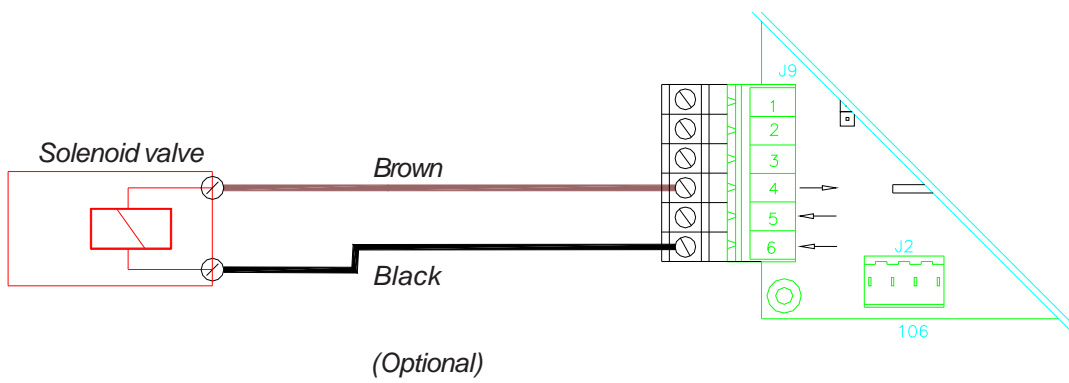 J9
1
2
Solenoid valve
3
Brown
4
5
6
J2
Black
106
(Optional)